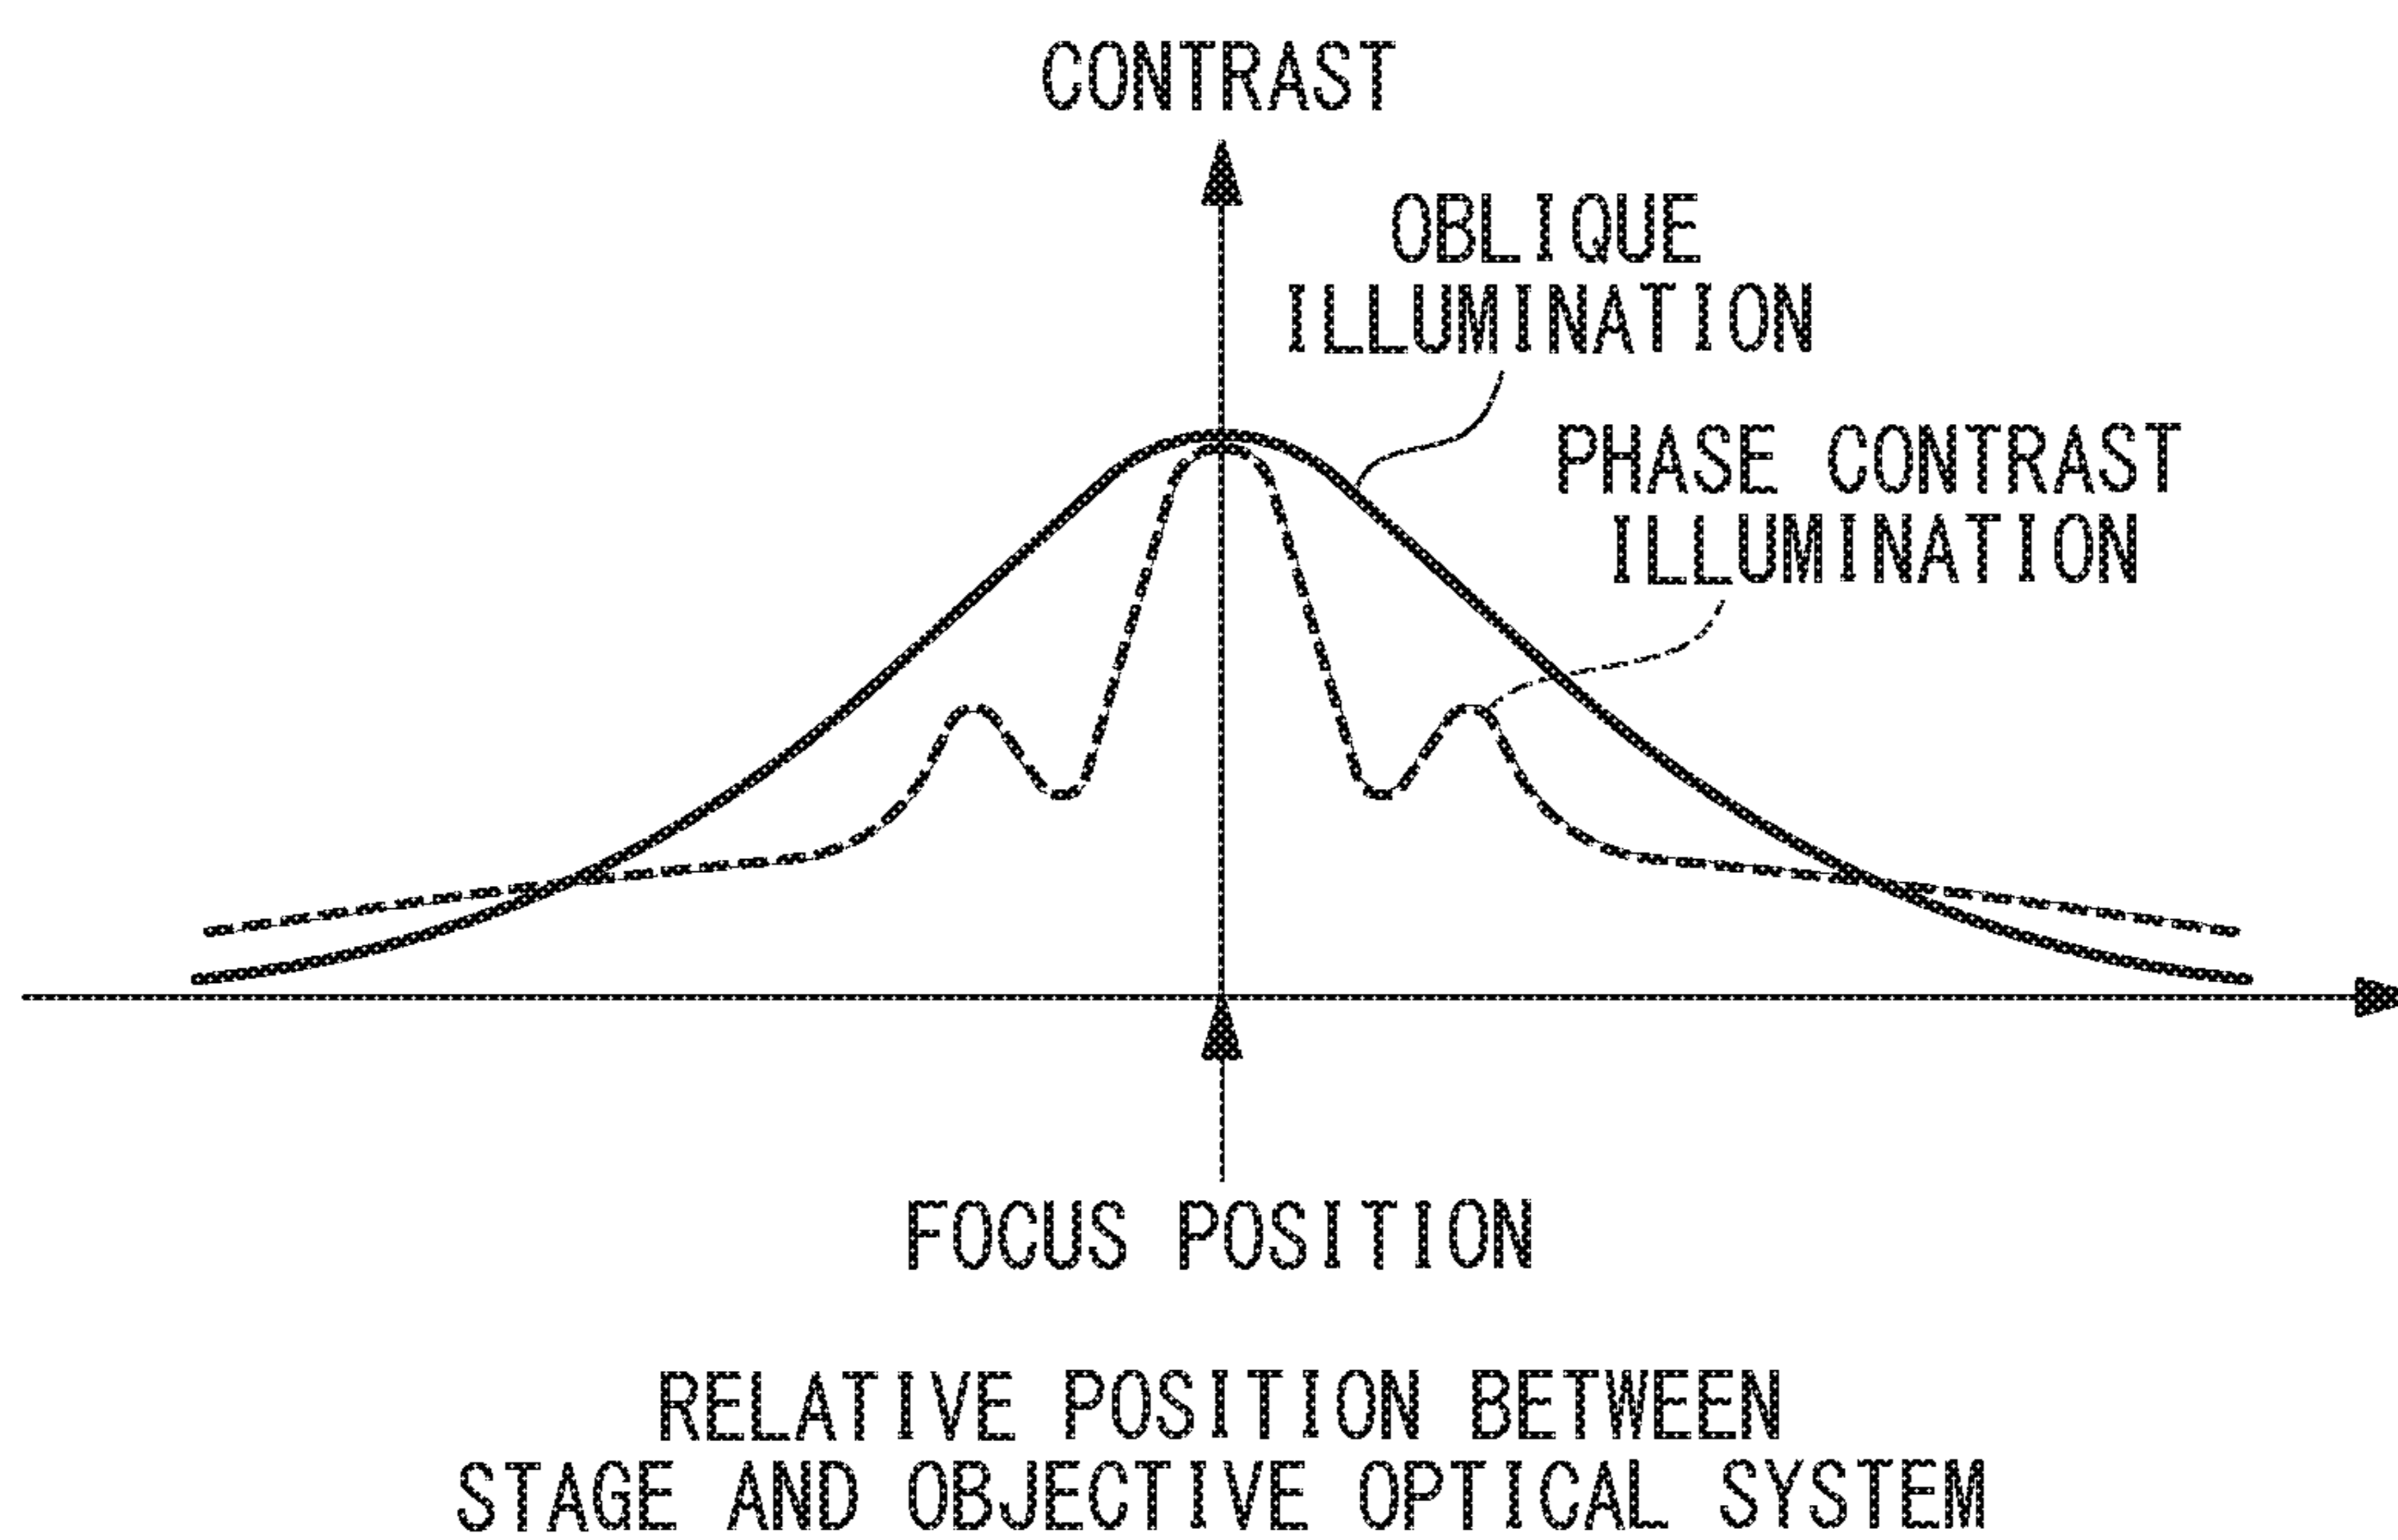 CONTRAST
OBLIQUE
ILLUMINATION
PHASE CONTRAST
ILLUMINATION
FOCUS POSITION
RELATIVE POSITION BETWEEN
STAGE AND OBJECTIVE OPTICAL SYSTEM